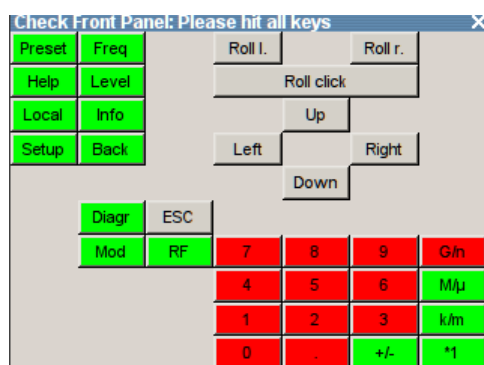 Check Front Panel: Please hit all keys X
Preset Freq Roll l. Roll r.
Help Level Roll click
Local Info Up
Setup Back Left Right
Down
Diagr ESC
Mod RF 7 8 9 G/n
4 5 6 M/µ
1 2 3 k/m
0 . +/- *1